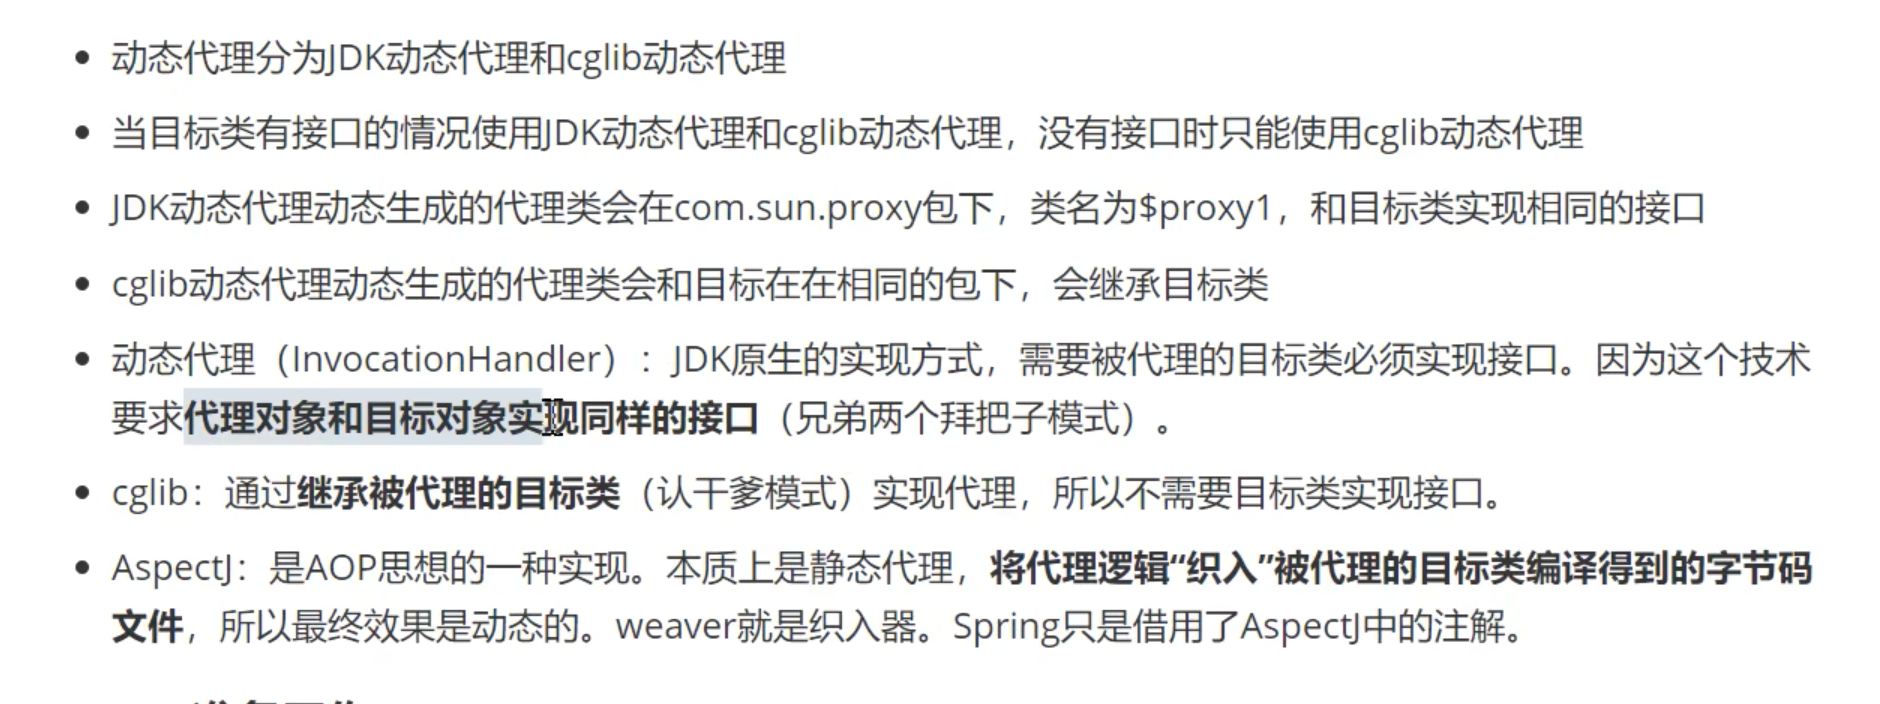 动态代理分为JDK动态代理和cglib动态代理
当目标类有接口的情况使用JDK动态代理和cglib动态代理，没有接口时只能使用cglib动态代理
JDK动态代理动态生成的代理类会在com.sun.proxy包下，类名为$proxy1，和目标类实现相同的接口
cglib动态代理动态生成的代理类会和目标在在相同的包下，会继承目标类
动态代理（InvocationHandler）：JDK原生的实现方式，需要被代理的目标类必须实现接口。因为这个技术
要求代理对象和目标对象实现同样的接口（兄弟两个拜把子模式）。
cglib：通过继承被代理的目标类（认干爹模式）实现代理，所以不需要目标类实现接口。
AspectJ：是AOP思想的一种实现。本质上是静态代理，将代理逻辑“织入”被代理的目标类编译得到的字节码
文件，所以最终效果是动态的。weaver就是织入器。Spring只是借用了AspectJ中的注解。